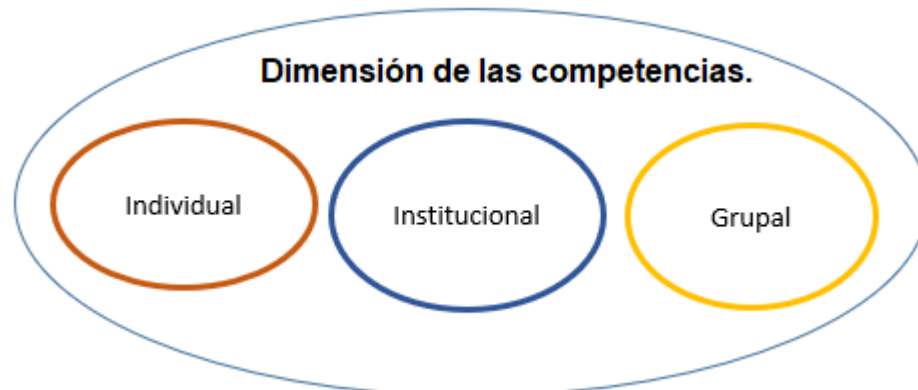 Dimensión de las competencias.
Individual
Institucional
Grupal